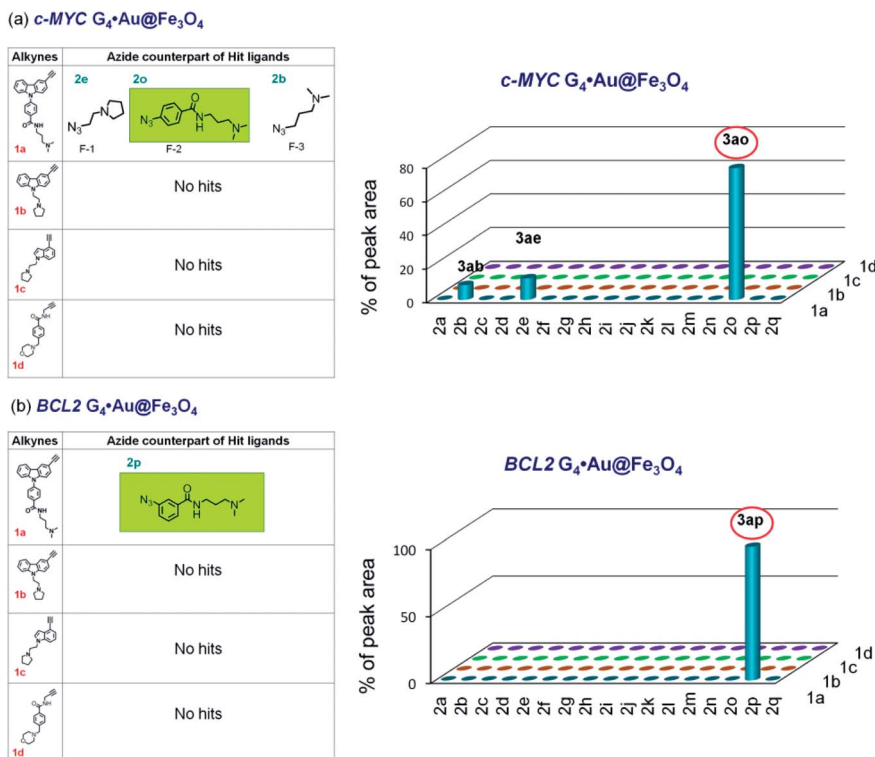 (a) c-MYC G₄•Au@Fe₃O₄
Alkynes Azide counterpart of Hit ligands
2e 2o 2b
N₃ N N₃ O N H N N₃ N
F-1 F-2 F-3
N
O NH
N
1a
N
N
1b
No hits
N
N
1c
No hits
O NH
N
O
1d
No hits
c-MYC G₄•Au@Fe₃O₄
% of peak area
80
60
40
20
0
3ab
3ae
3ao
2a 2b 2c 2d 2e 2f 2g 2h 2i 2j 2k 2l 2m 2n 2o 2p 2q
1a 1b 1c 1d
(b) BCL2 G₄•Au@Fe₃O₄
Alkynes Azide counterpart of Hit ligands
2p
N₃ O N H N
N
O NH
N
1a
N
N
1b
No hits
N
N
1c
No hits
O NH
N
O
1d
No hits
BCL2 G₄•Au@Fe₃O₄
% of peak area
100
50
0
3ap
2a 2b 2c 2d 2e 2f 2g 2h 2i 2j 2k 2l 2m 2n 2o 2p 2q
1a 1b 1c 1d